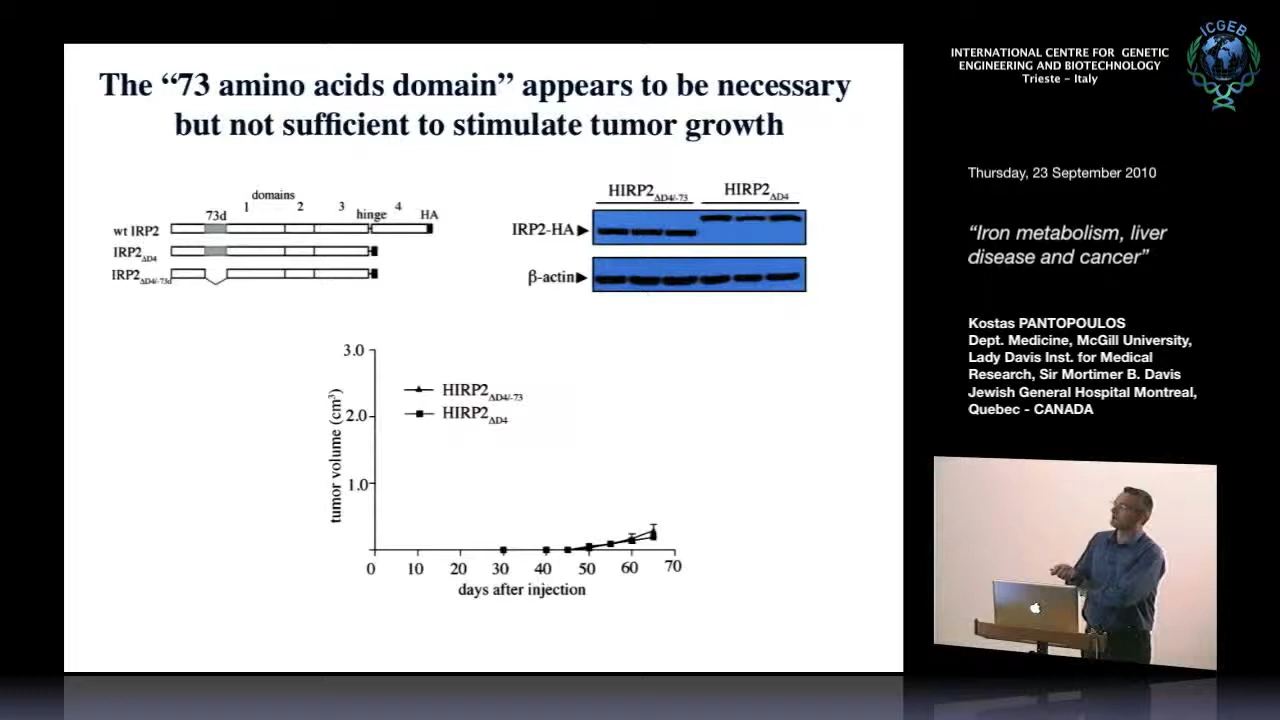 The “73 amino acids domain” appears to be necessary
but not sufficient to stimulate tumor growth
domains
73d 1 2 3 hinge 4 HA
wt IRP2
IRP2ΔD4
IRP2ΔD4/-73d
HIRP2ΔD4/-73 HIRP2ΔD4
IRP2-HA
β-actin
3.0
2.0
1.0
tumor volume (cm³)
HIRP2ΔD4/-73
HIRP2ΔD4
0 10 20 30 40 50 60 70
days after injection
INTERNATIONAL CENTRE FOR GENETIC
ENGINEERING AND BIOTECHNOLOGY
Trieste - Italy
ICGEB
Thursday, 23 September 2010
“Iron metabolism, liver
disease and cancer”
Kostas PANTOPOULOS
Dept. Medicine, McGill University,
Lady Davis Inst. for Medical
Research, Sir Mortimer B. Davis
Jewish General Hospital Montreal,
Quebec - CANADA